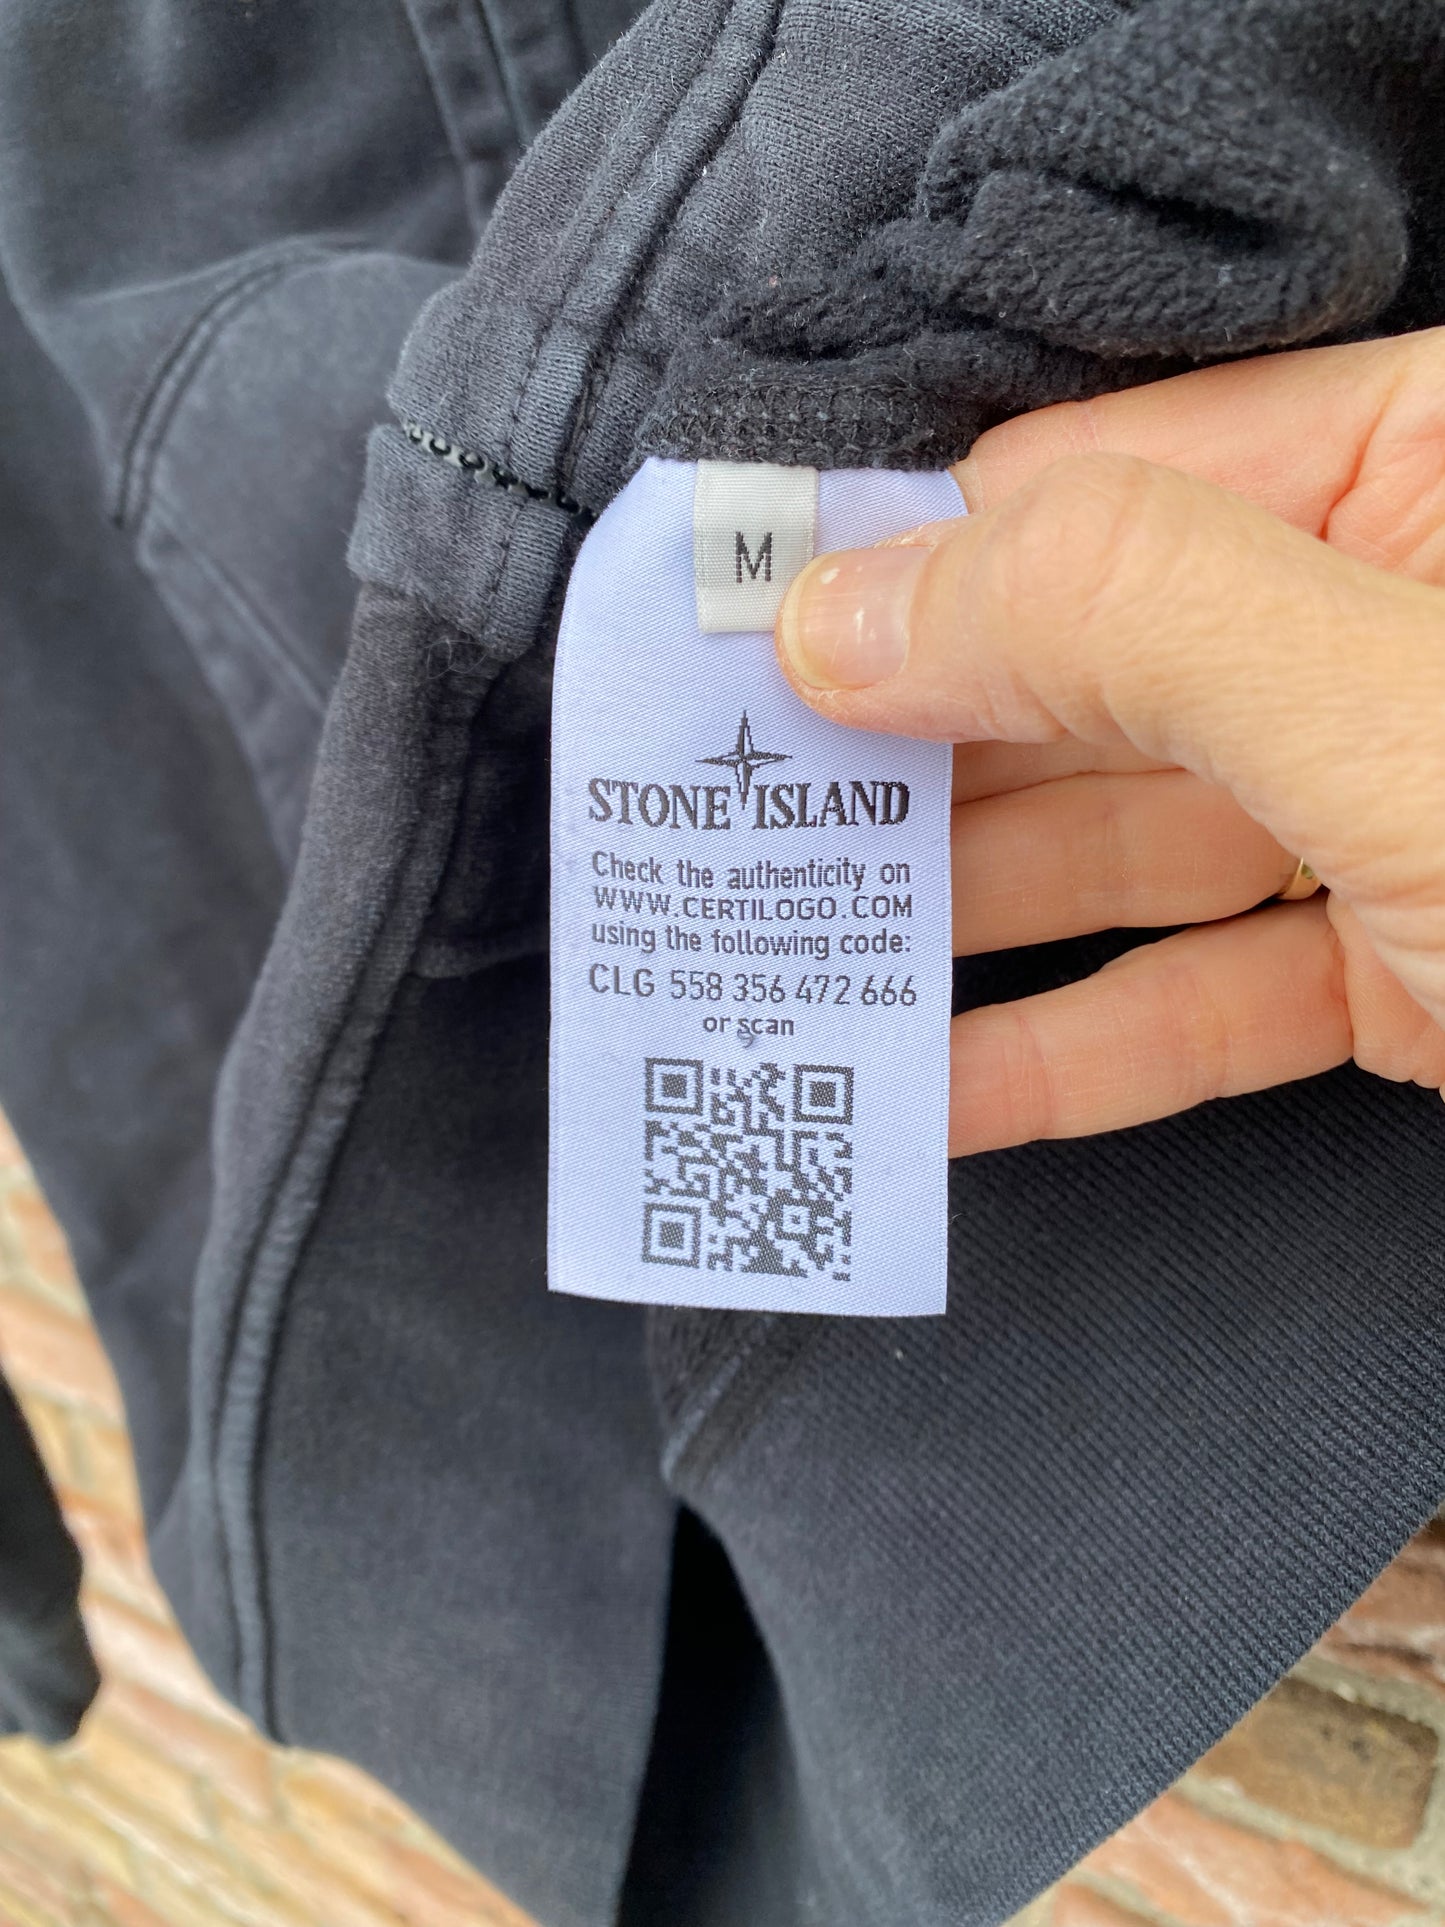 M
STONE ISLAND
Check the authenticity on
WWW.CERTILOGO.COM
using the following code:
CLG 558 356 472 666
or scan